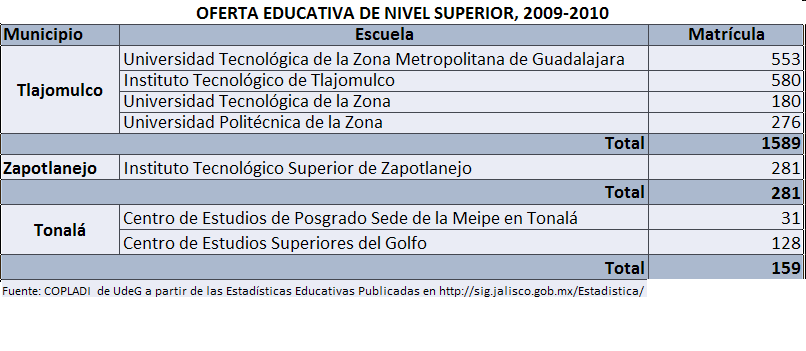 OFERTA EDUCATIVA DE NIVEL SUPERIOR, 2009-2010
Municipio Escuela Matrícula
Tlajomulco
Universidad Tecnológica de la Zona Metropolitana de Guadalajara 553
Instituto Tecnológico de Tlajomulco 580
Universidad Tecnológica de la Zona 180
Universidad Politécnica de la Zona 276
Total 1589
Zapotlanejo Instituto Tecnológico Superior de Zapotlanejo 281
Total 281
Tonalá
Centro de Estudios de Posgrado Sede de la Meipe en Tonalá 31
Centro de Estudios Superiores del Golfo 128
Total 159
Fuente: COPLADI de UdeG a partir de las Estadísticas Educativas Publicadas en http://sig.jalisco.gob.mx/Estadistica/